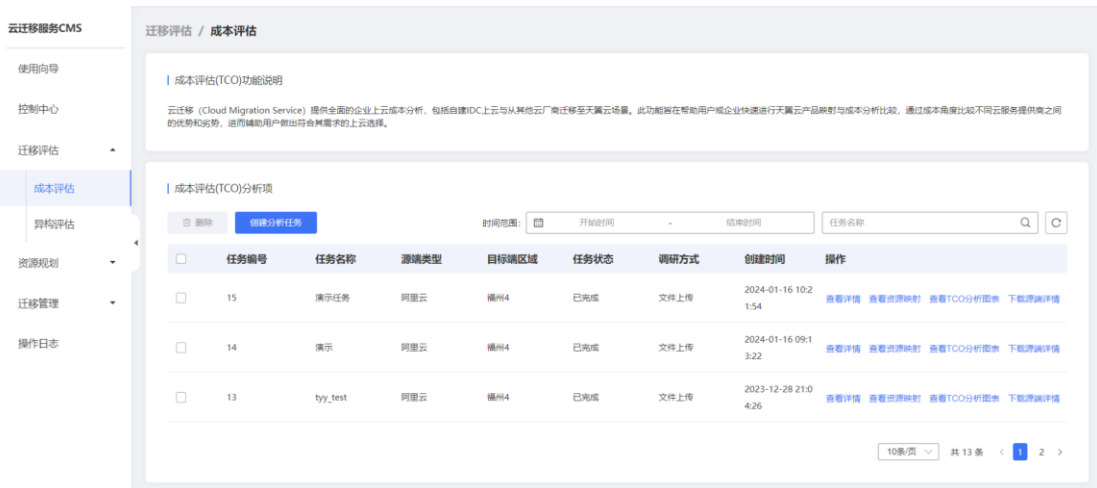 云迁移服务CMS
使用向导
控制中心
迁移评估
成本评估
异构评估
资源规划
迁移管理
操作日志
迁移评估 / 成本评估
成本评估(TCO)功能说明
云迁移（Cloud Migration Service）提供全面的企业上云成本分析，包括自建IDC上云与从其他云厂商迁移至天翼云场景。此功能旨在帮助用户或企业快速进行天翼云产品映射与成本分析比较，通过成本角度比较不同云服务提供商之间
的优势和劣势，进而辅助用户做出符合其需求的上云选择。
成本评估(TCO)分析项
删除 创建分析任务 时间范围: 开始时间 - 结束时间 任务名称
任务编号 任务名称 源端类型 目标端区域 任务状态 调研方式 创建时间 操作
15 演示任务 阿里云 福州4 已完成 文件上传 2024-01-16 10:2 查看详情 查看资源映射 查看TCO分析图表 下载源端详情
1:54
14 演示 阿里云 福州4 已完成 文件上传 2024-01-16 09:1 查看详情 查看资源映射 查看TCO分析图表 下载源端详情
3:22
13 tyy_test 阿里云 福州4 已完成 文件上传 2023-12-28 21:0 查看详情 查看资源映射 查看TCO分析图表 下载源端详情
4:26
10条/页 共 13 条 1 2